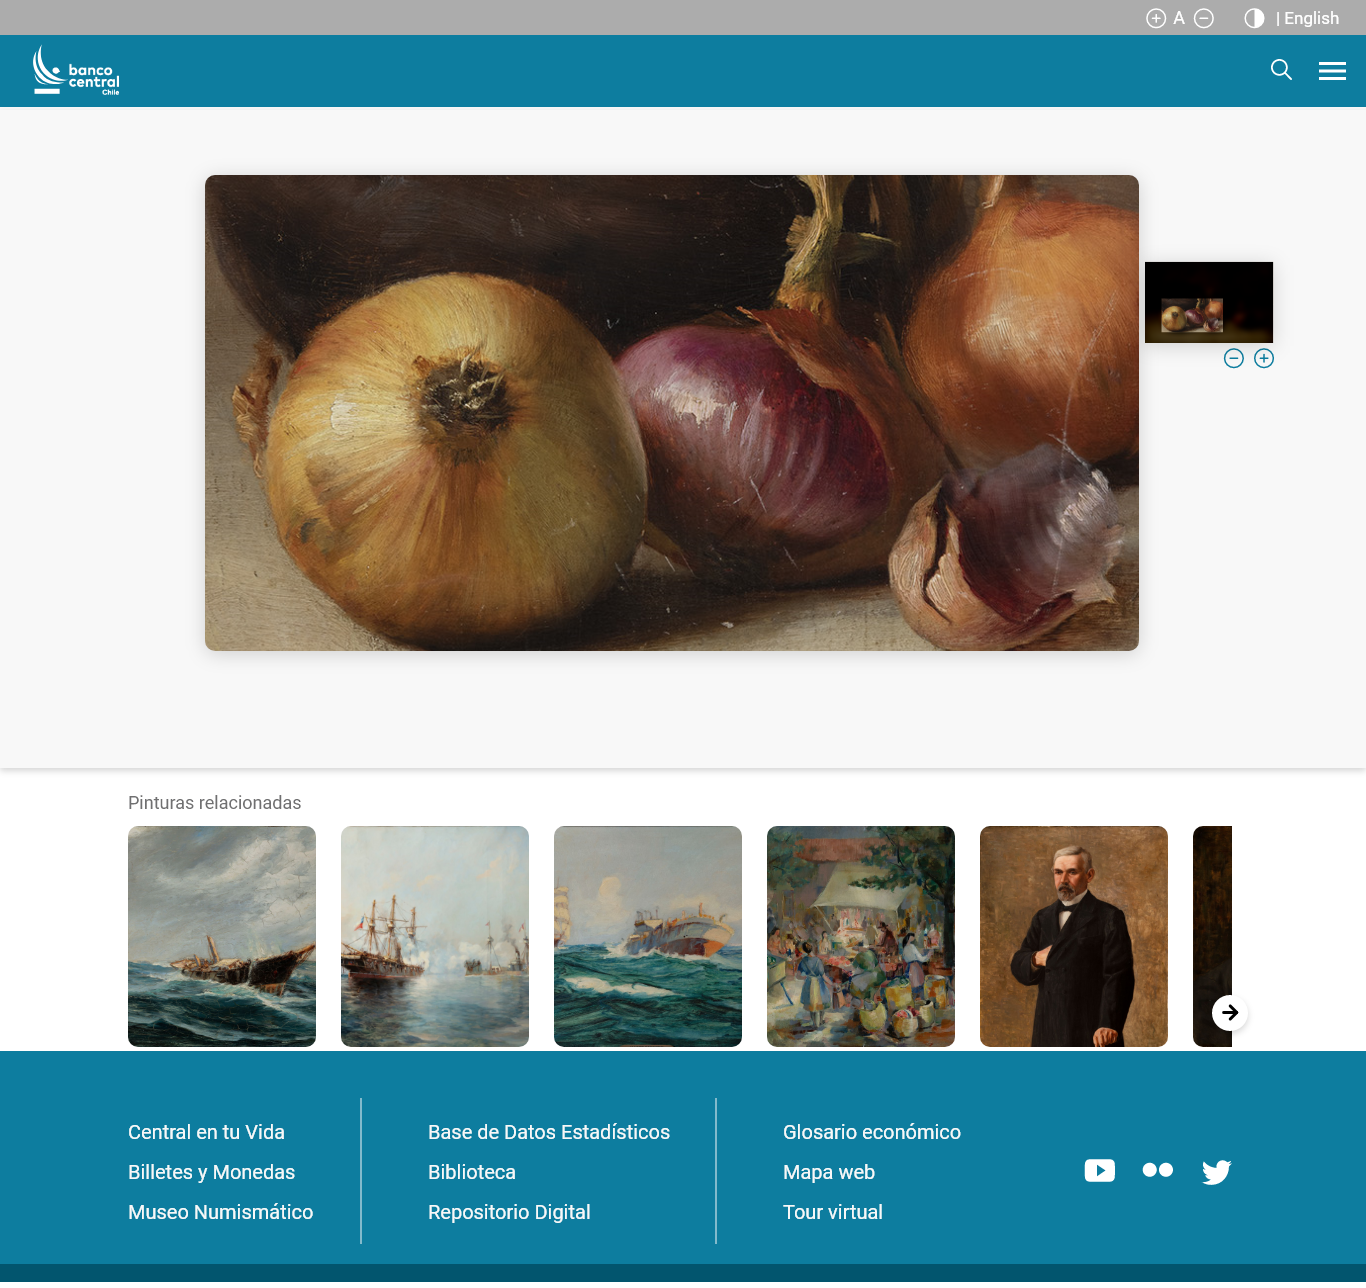 A
| English
banco
central
Chile
Pinturas relacionadas
Central en tu Vida
Billetes y Monedas
Museo Numismático
Base de Datos Estadísticos
Biblioteca
Repositorio Digital
Glosario económico
Mapa web
Tour virtual